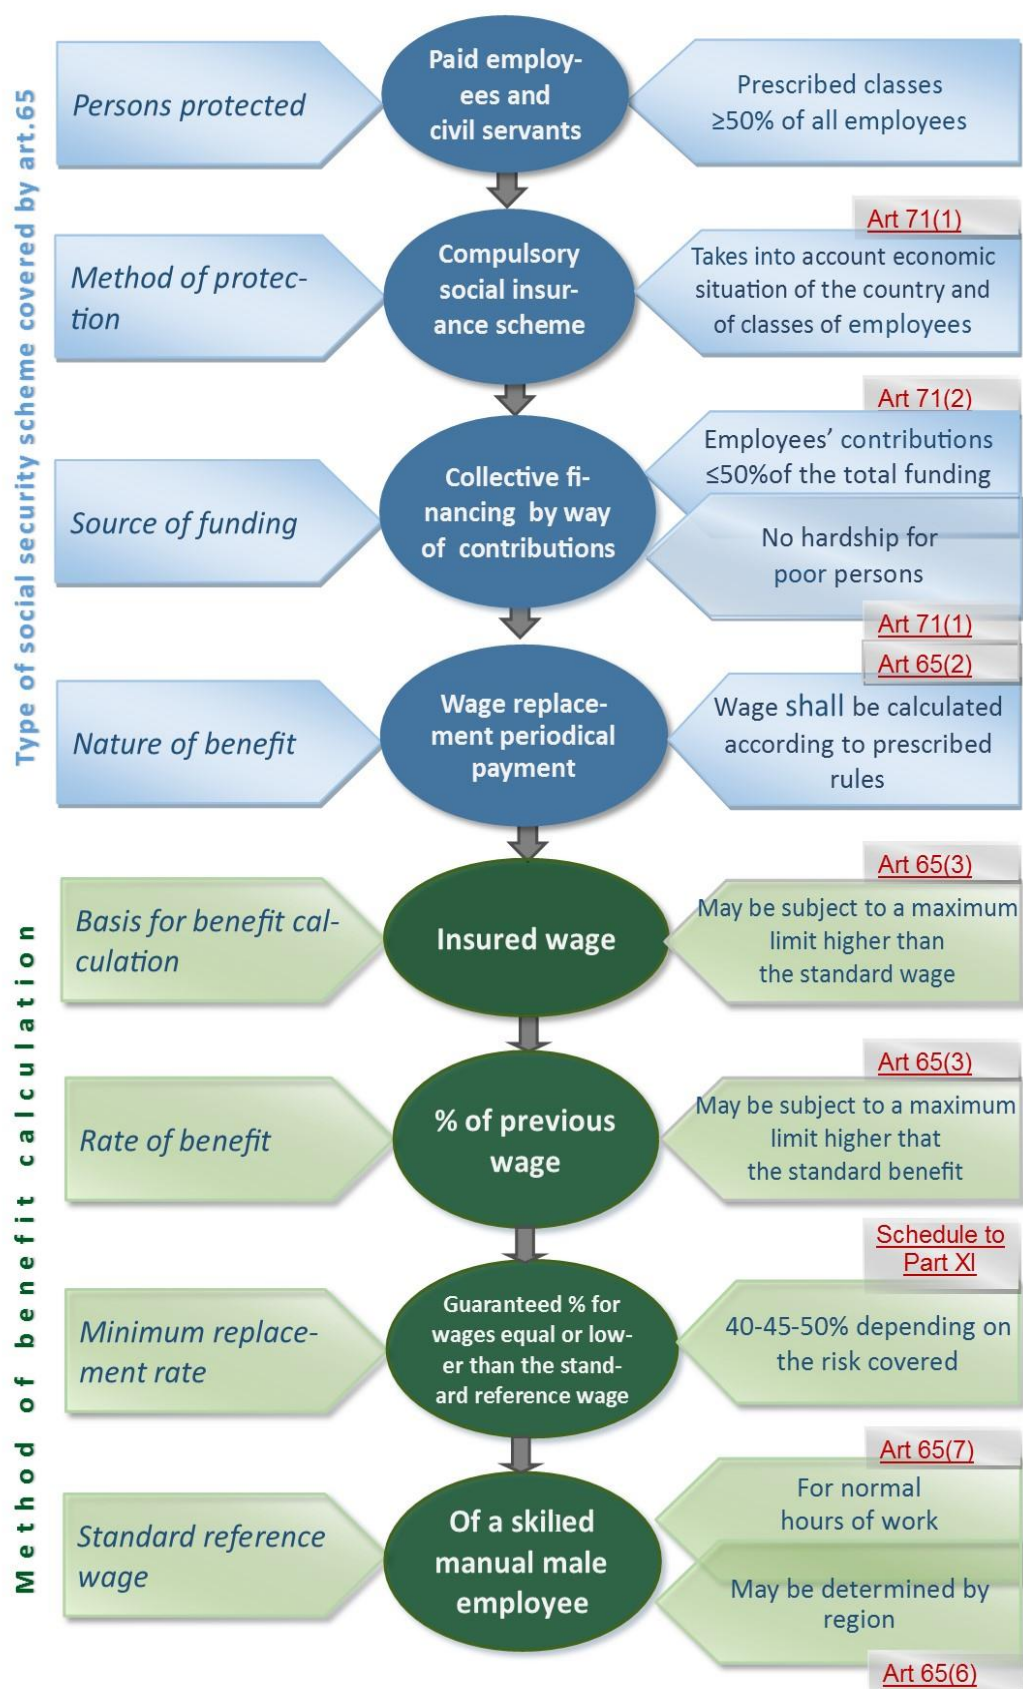 Type of social security scheme covered by art.65
Persons protected
Paid employ-
ees and
civil servants
Prescribed classes
≥50% of all employees
Method of protec-
tion
Compulsory
social insur-
ance scheme
Art 71(1)
Takes into account economic
situation of the country and
of classes of employees
Source of funding
Collective fi-
nancing by way
of contributions
Art 71(2)
Employees’ contributions
≤50%of the total funding
No hardship for
poor persons
Art 71(1)
Nature of benefit
Wage replace-
ment periodical
payment
Art 65(2)
Wage shall be calculated
according to prescribed
rules
Method of benefit calculation
Basis for benefit cal-
culation
Insured wage
Art 65(3)
May be subject to a maximum
limit higher than
the standard wage
Rate of benefit
% of previous
wage
Art 65(3)
May be subject to a maximum
limit higher that
the standard benefit
Minimum replace-
ment rate
Guaranteed % for
wages equal or low-
er than the stand-
ard reference wage
Schedule to
Part XI
40-45-50% depending on
the risk covered
Standard reference
wage
Of a skilled
manual male
employee
Art 65(7)
For normal
hours of work
May be determined by
region
Art 65(6)